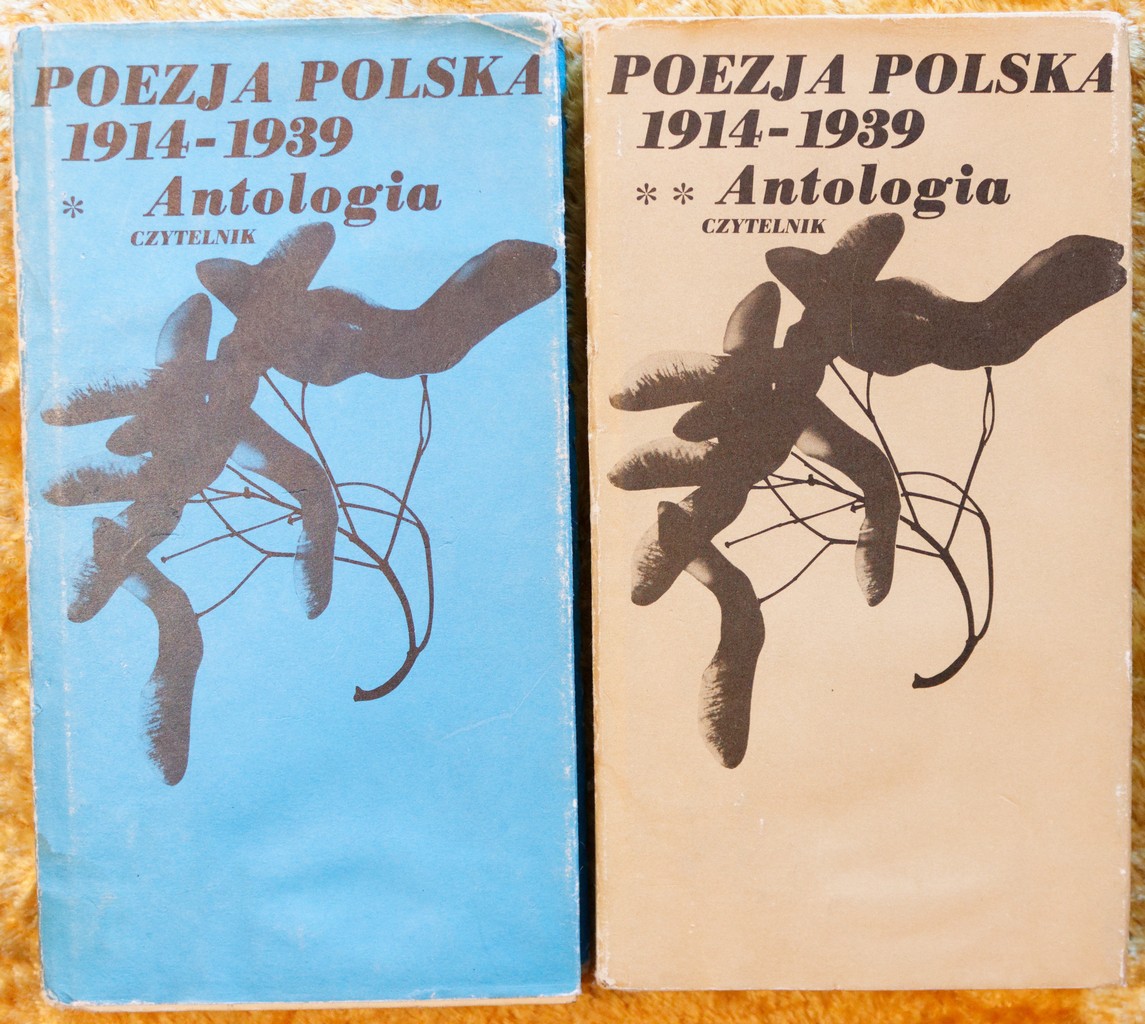 POEZJA POLSKA
1914-1939
* Antologia
CZYTELNIK
POEZJA POLSKA
1914-1939
** Antologia
CZYTELNIK